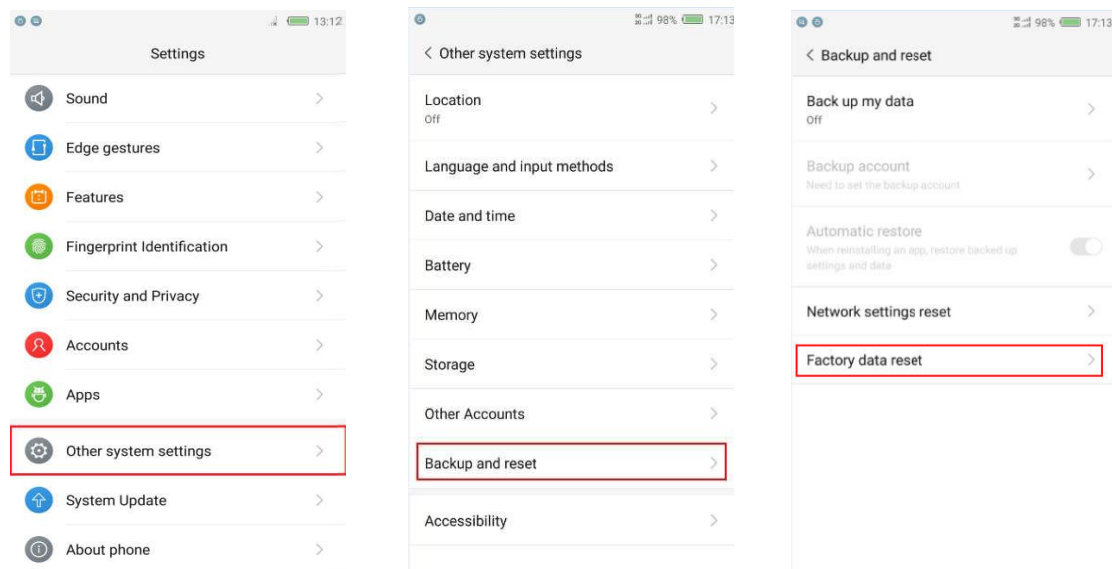 13:12
Settings
Sound
Edge gestures
Features
Fingerprint Identification
Security and Privacy
Accounts
Apps
Other system settings
System Update
About phone
98% 17:13
Other system settings
Location
Off
Language and input methods
Date and time
Battery
Memory
Storage
Other Accounts
Backup and reset
Accessibility
98% 17:13
Backup and reset
Back up my data
Off
Backup account
Need to set the backup account
Automatic restore
When reinstalling an app, restore backed up
settings and data
Network settings reset
Factory data reset